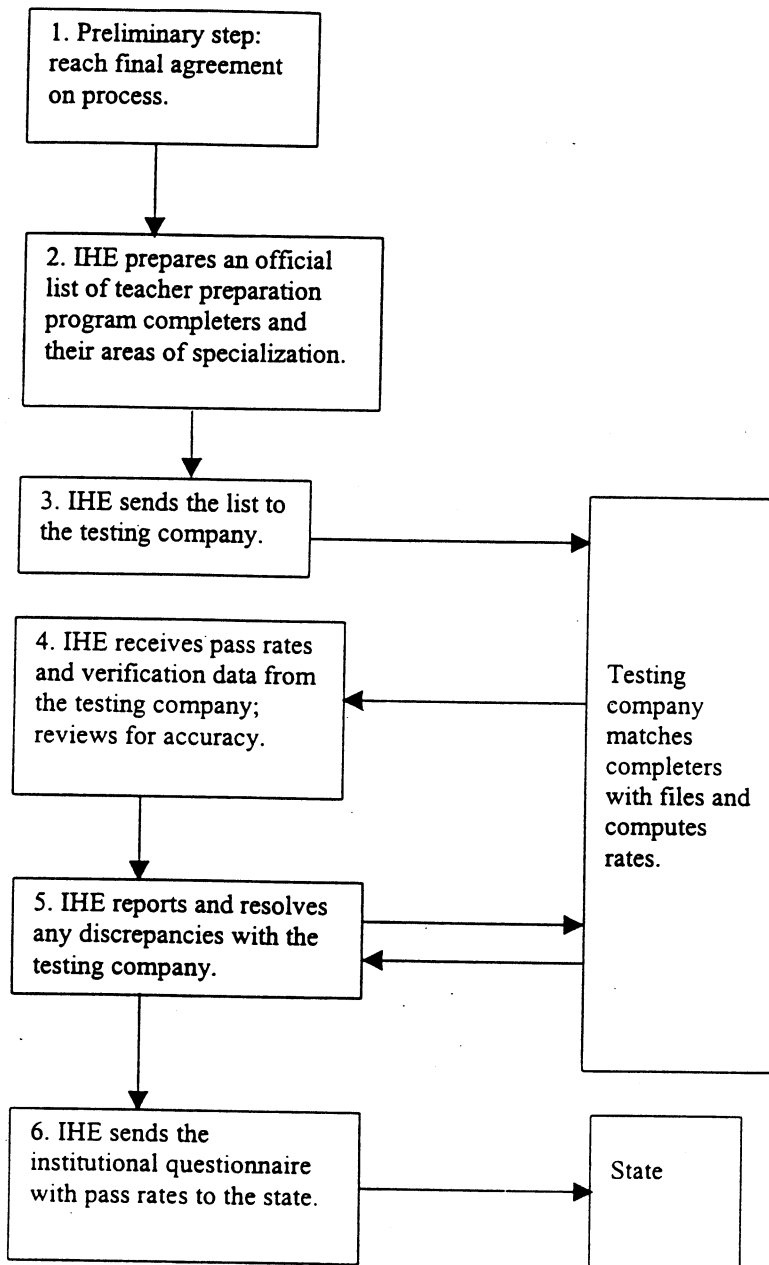 1. Preliminary step:
reach final agreement
on process.
2. IHE prepares an official
list of teacher preparation
program completers and
their areas of specialization.
3. IHE sends the list to
the testing company.
4. IHE receives pass rates
and verification data from
the testing company;
reviews for accuracy.
Testing
company
matches
completers
with files and
computes
rates.
5. IHE reports and resolves
any discrepancies with the
testing company.
6. IHE sends the
institutional questionnaire
with pass rates to the state.
State